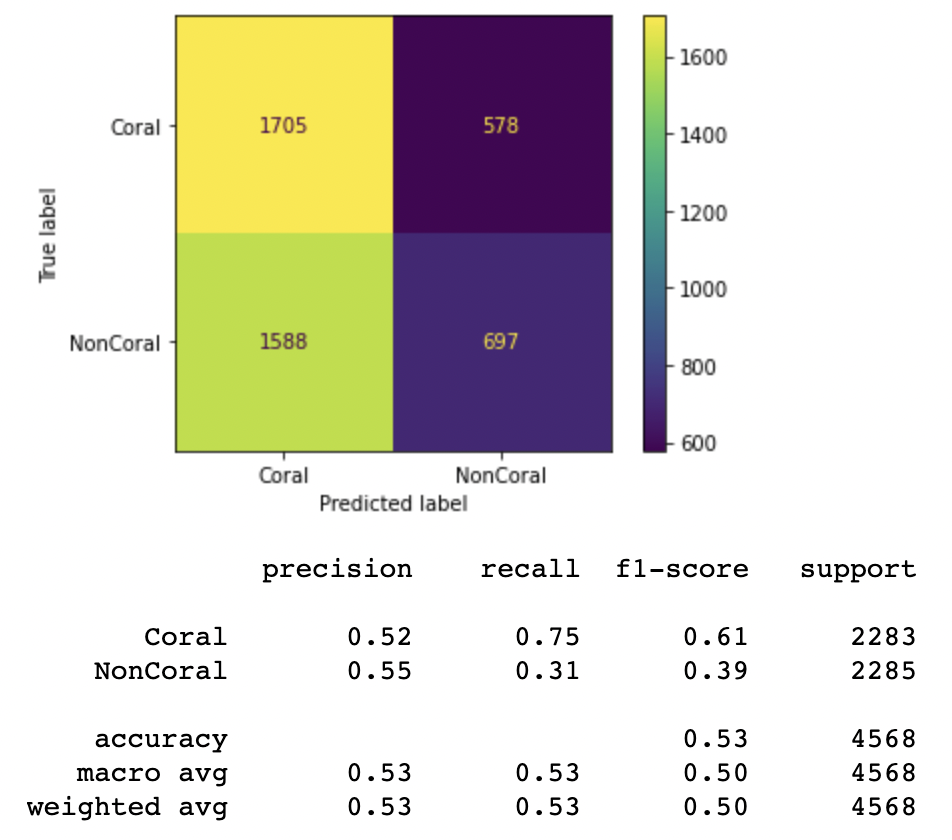 1600
1400
1200
1000
800
600
Coral 1705 578
NonCoral 1588 697
True label
Coral NonCoral
Predicted label
precision recall f1-score support
Coral 0.52 0.75 0.61 2283
NonCoral 0.55 0.31 0.39 2285
accuracy 0.53 4568
macro avg 0.53 0.53 0.50 4568
weighted avg 0.53 0.53 0.50 4568